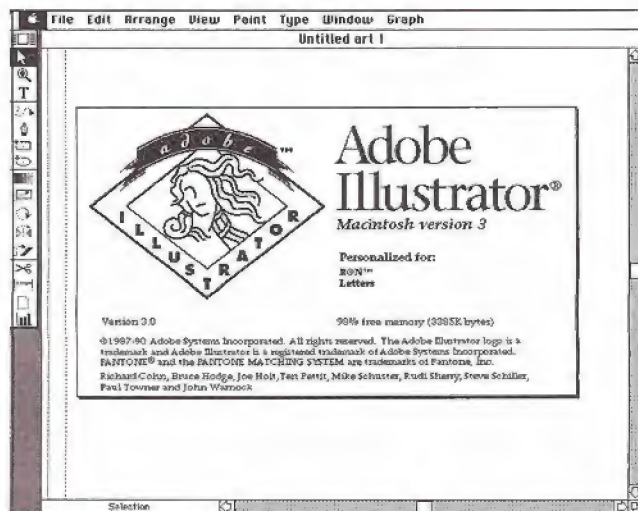 File Edit Arrange View Paint Type Window Graph
Untitled art 1
T
adobe™
ILLUSTRATOR
Adobe
Illustrator®
Macintosh version 3
Personalized for:
RON™
Letters
Version 3.0
98% free memory (3385K bytes)
©1987-90 Adobe Systems Incorporated. All rights reserved. The Adobe Illustrator logo is a
trademark and Adobe Illustrator is a registered trademark of Adobe Systems Incorporated.
PANTONE® and the PANTONE MATCHING SYSTEM are trademarks of Pantone, Inc.
Richard Cohn, Bruce Hodge, Joe Holt, Teri Pettit, Mike Schuster, Rudi Sherry, Steve Schiller,
Paul Towner and John Warnock
Selection